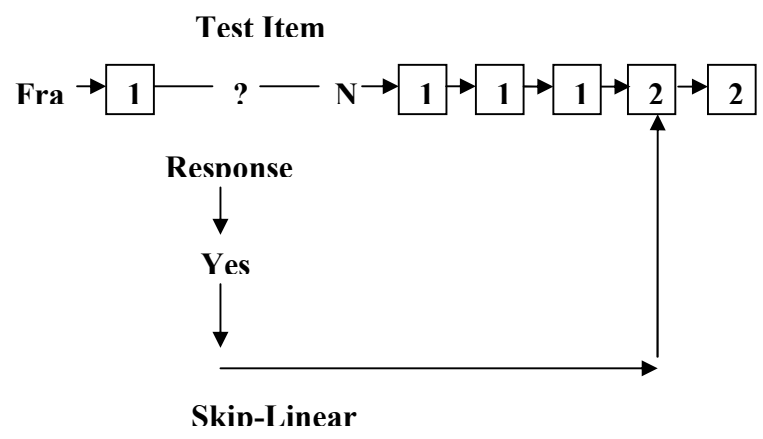 Test Item
Fra 1 ? N 1 1 1 2 2
Response
Yes
Skip-Linear